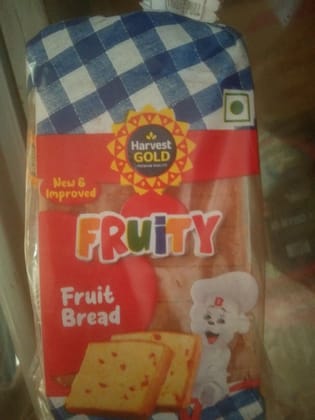 Harvest
GOLD
New &
Improved
FRUiTY
Fruit
Bread